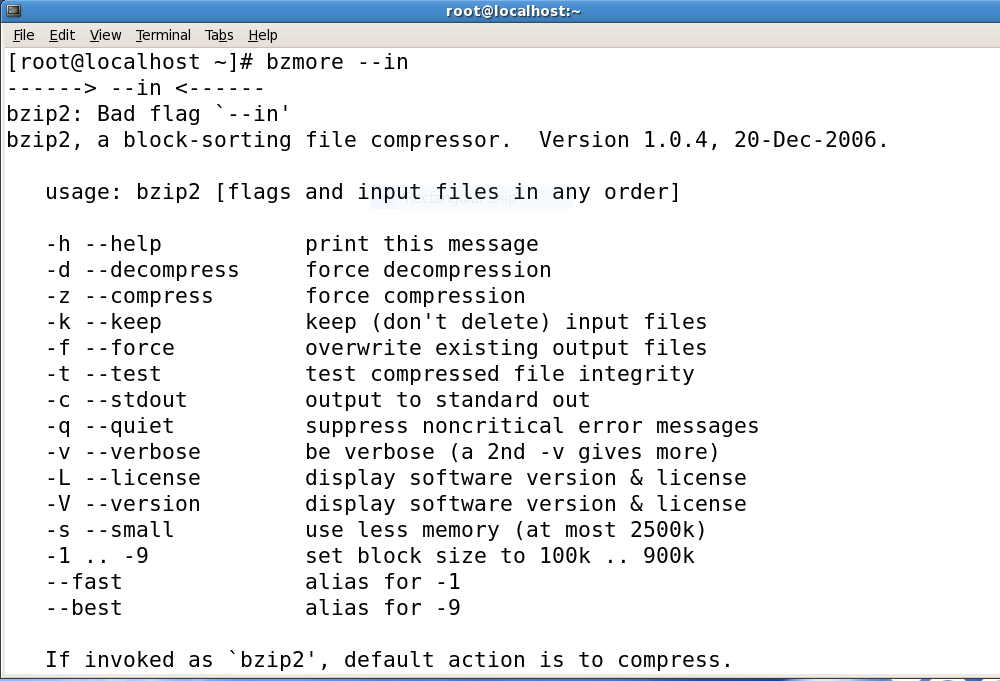 root@localhost:~
File Edit View Terminal Tabs Help
[root@localhost ~]# bzmore --in
------> --in <------
bzip2: Bad flag `--in'
bzip2, a block-sorting file compressor.  Version 1.0.4, 20-Dec-2006.
usage: bzip2 [flags and input files in any order]
-h --help           print this message
-d --decompress     force decompression
-z --compress       force compression
-k --keep           keep (don't delete) input files
-f --force          overwrite existing output files
-t --test           test compressed file integrity
-c --stdout         output to standard out
-q --quiet          suppress noncritical error messages
-v --verbose        be verbose (a 2nd -v gives more)
-L --license        display software version & license
-V --version        display software version & license
-s --small          use less memory (at most 2500k)
-1 .. -9            set block size to 100k .. 900k
--fast              alias for -1
--best              alias for -9
If invoked as `bzip2', default action is to compress.